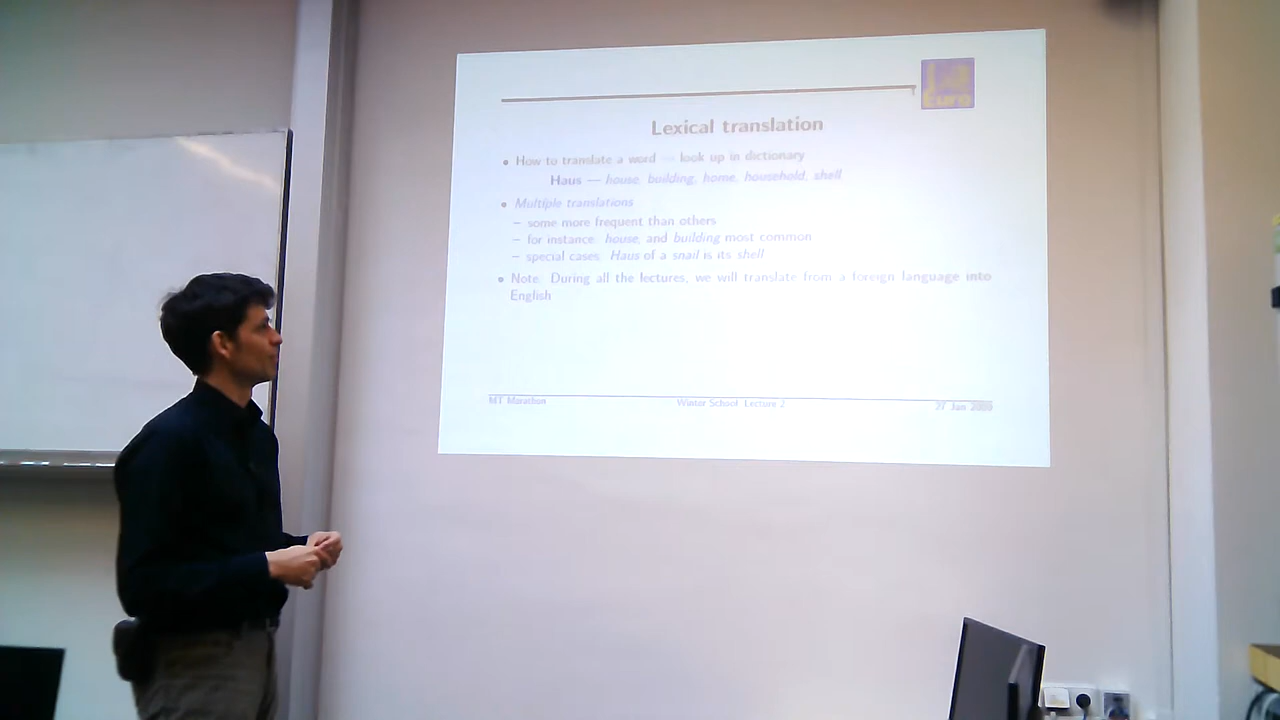 Euro
Lexical translation
• How to translate a word — look up in dictionary
Haus — house, building, home, household, shell
• Multiple translations
– some more frequent than others
– for instance: house, and building most common
– special cases: Haus of a snail is its shell
• Note: During all the lectures, we will translate from a foreign language into
English
MT Marathon Winter School, Lecture 2 27 Jan 2009